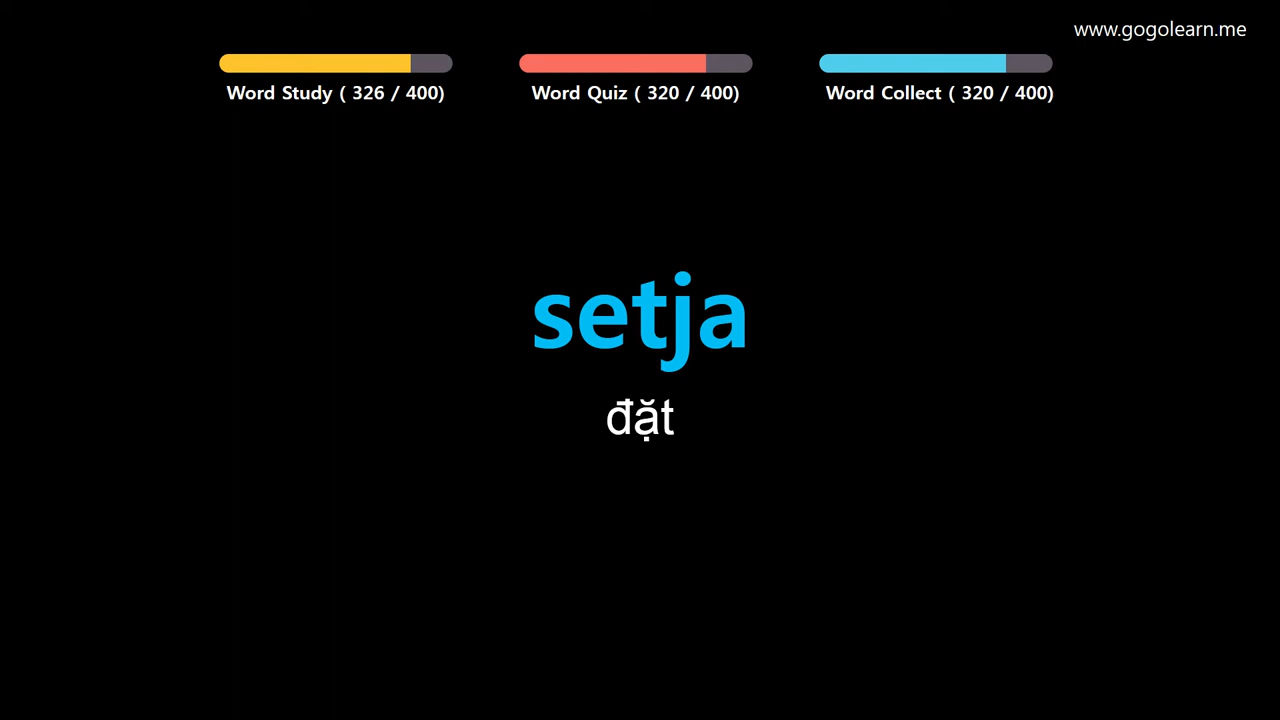 www.gogolearn.me
Word Study ( 326 / 400)
Word Quiz ( 320 / 400)
Word Collect ( 320 / 400)
setja
đặt